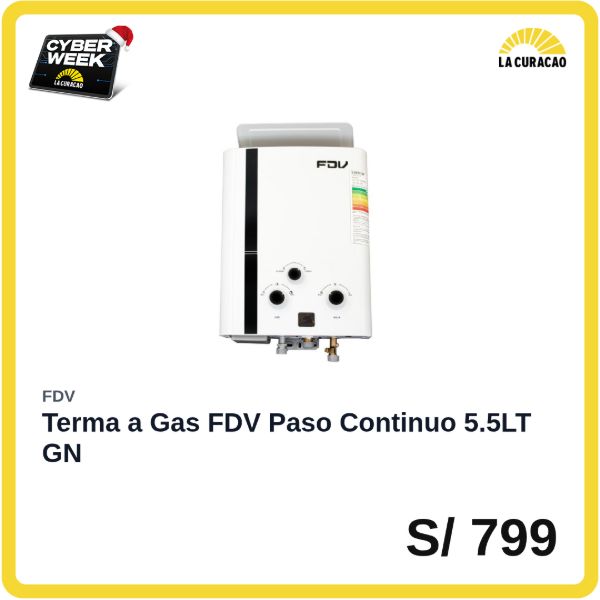 CYBER
WEEK
LA CURACAO
LA CURACAO
FDV
FDV
Terma a Gas FDV Paso Continuo 5.5LT
GN
S/ 799